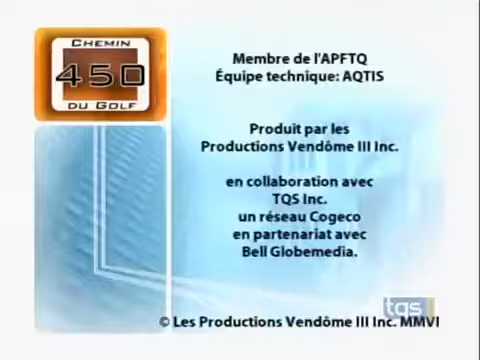 CHEMIN
450
DU GOLF
Membre de l'APFTQ
Équipe technique: AQTIS
Produit par les
Productions Vendôme III Inc.
en collaboration avec
TQS Inc.
un réseau Cogeco
en partenariat avec
Bell Globemedia.
tqs
© Les Productions Vendôme III Inc. MMVI